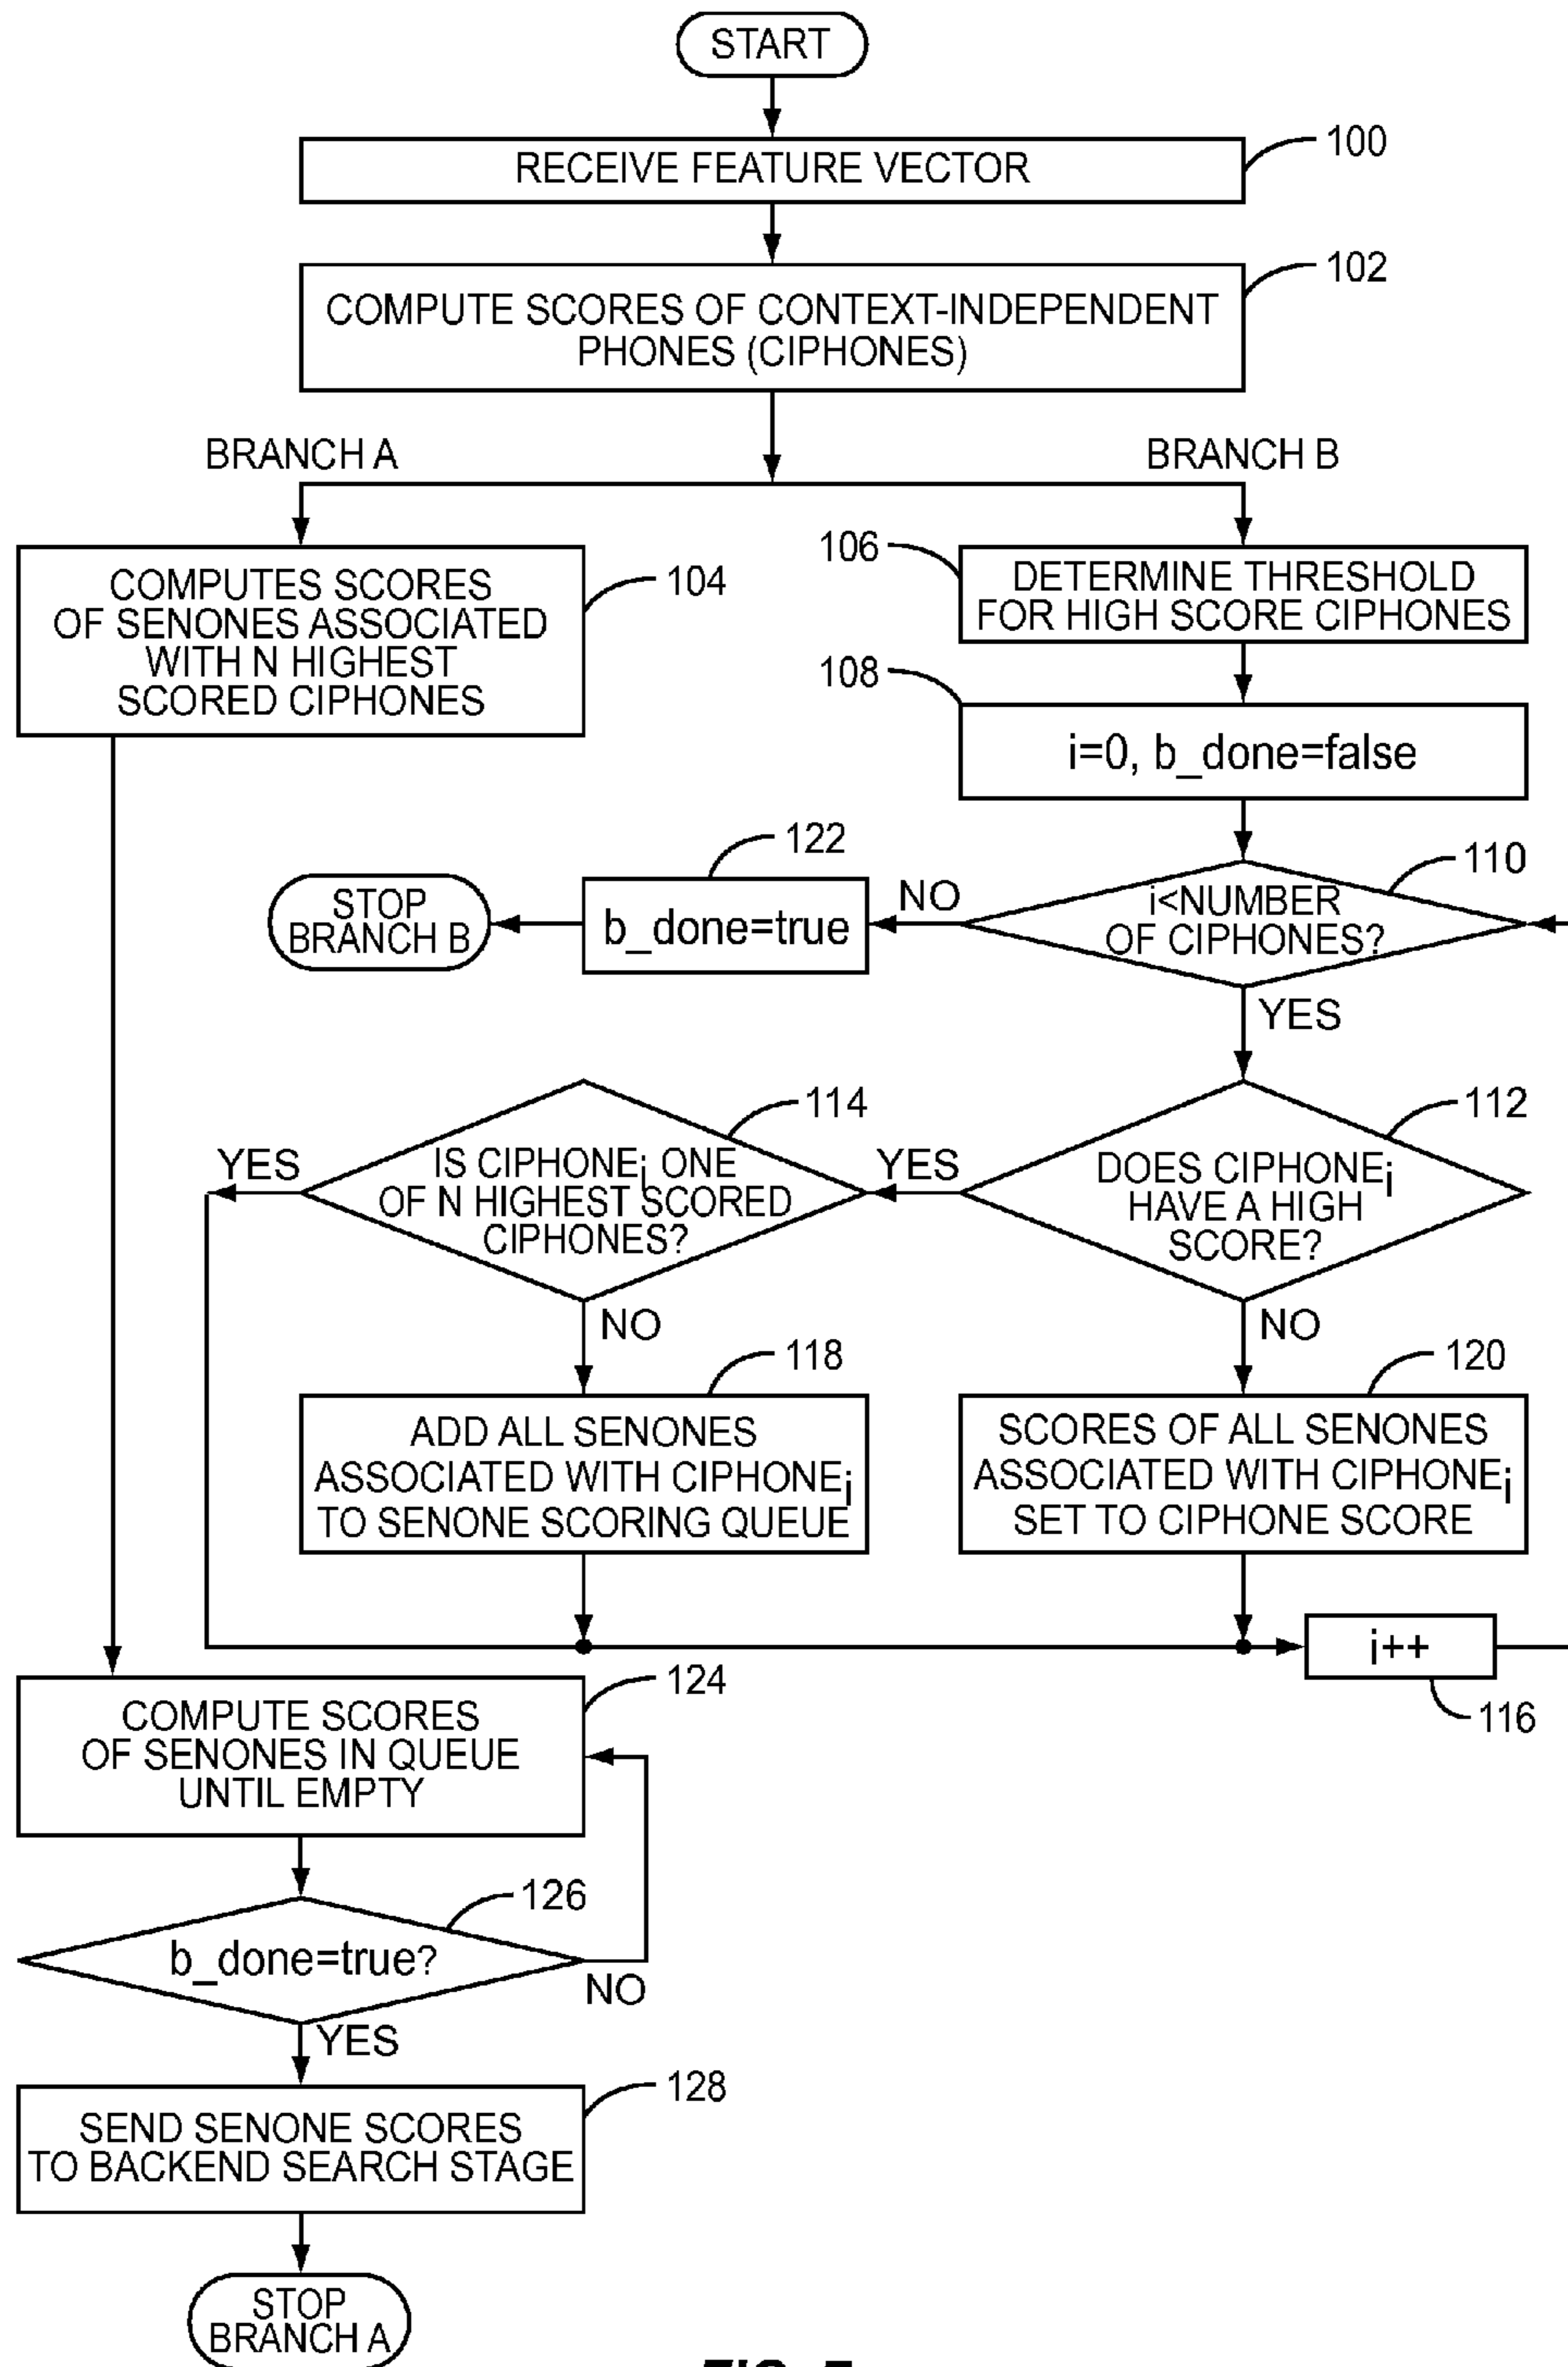 START
RECEIVE FEATURE VECTOR
100
COMPUTE SCORES OF CONTEXT-INDEPENDENT
PHONES (CIPHONES)
102
BRANCH A
BRANCH B
COMPUTES SCORES
OF SENONES ASSOCIATED
WITH N HIGHEST
SCORED CIPHONES
104
106
DETERMINE THRESHOLD
FOR HIGH SCORE CIPHONES
108
i=0, b_done=false
122
110
STOP
BRANCH B
b_done=true
NO
i<NUMBER
OF CIPHONES?
YES
114
112
YES
IS CIPHONEi ONE
OF N HIGHEST SCORED
CIPHONES?
YES
DOES CIPHONEi
HAVE A HIGH
SCORE?
NO
NO
118
120
ADD ALL SENONES
ASSOCIATED WITH CIPHONEi
TO SENONE SCORING QUEUE
SCORES OF ALL SENONES
ASSOCIATED WITH CIPHONEi
SET TO CIPHONE SCORE
i++
116
124
COMPUTE SCORES
OF SENONES IN QUEUE
UNTIL EMPTY
126
b_done=true?
NO
YES
128
SEND SENONE SCORES
TO BACKEND SEARCH STAGE
STOP
BRANCH A